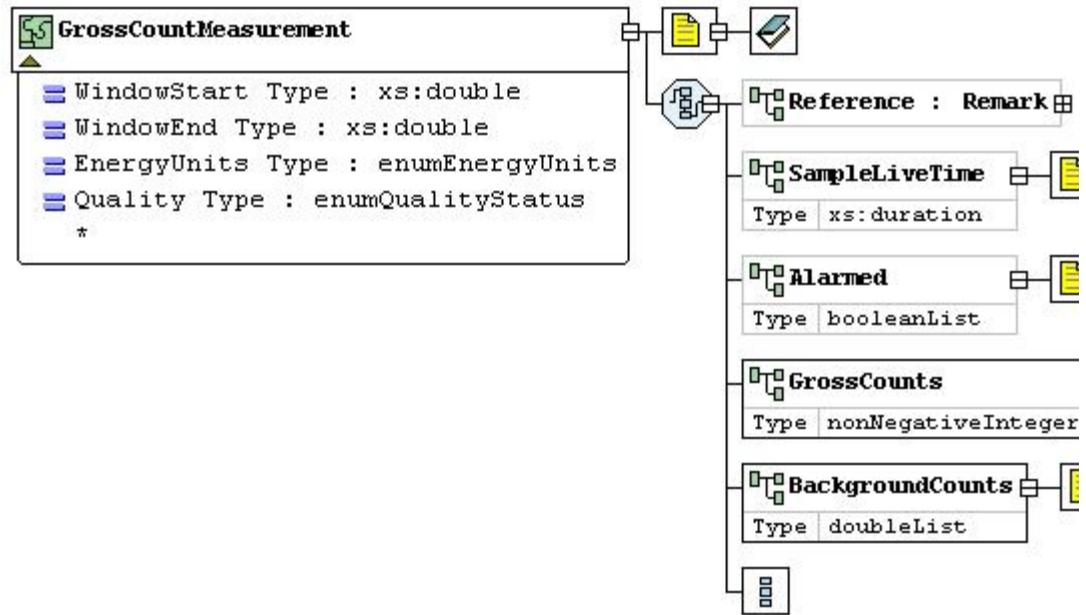 GrossCountMeasurement
WindowStart Type : xs:double
WindowEnd Type : xs:double
EnergyUnits Type : enumEnergyUnits
Quality Type : enumQualityStatus
*
Reference : Remark
SampleLiveTime
Type xs:duration
Alarmed
Type booleanList
GrossCounts
Type nonNegativeInteger
BackgroundCounts
Type doubleList